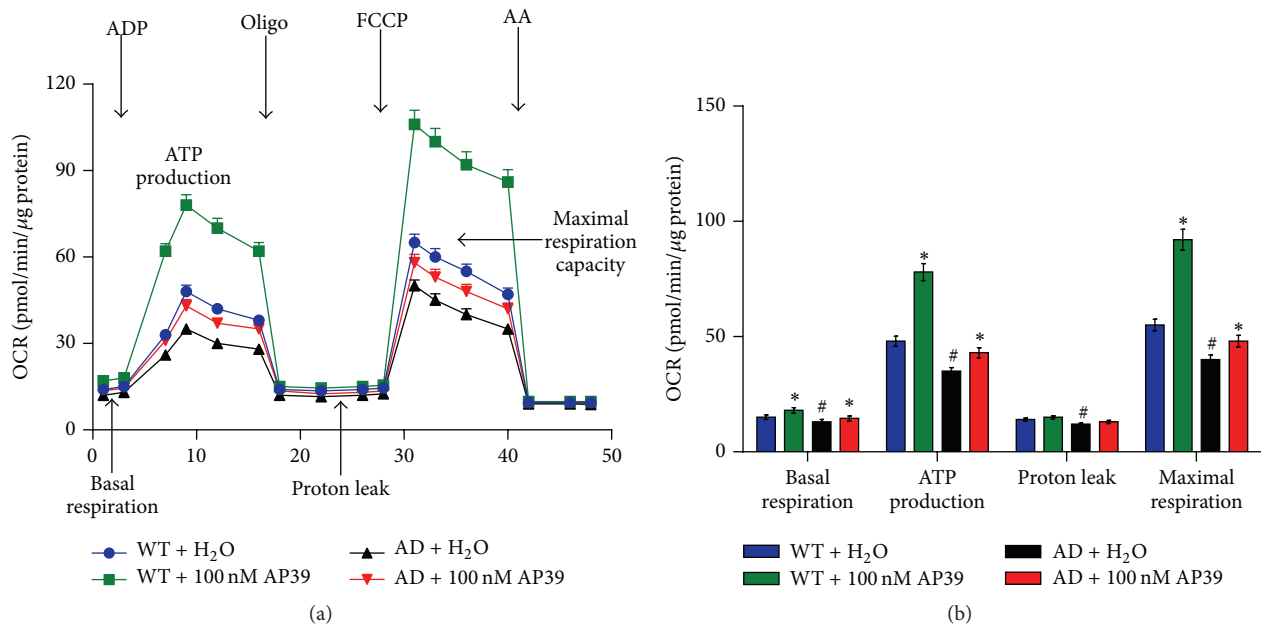 ADP
Oligo
FCCP
AA
OCR (pmol/min/μg protein)
120
90
60
30
0
ATP
production
Maximal
respiration
capacity
0
10
20
30
40
50
Basal
respiration
Proton leak
WT + H₂O
WT + 100 nM AP39
AD + H₂O
AD + 100 nM AP39
(a)
OCR (pmol/min/μg protein)
150
100
50
0
* # *
* # *
#
* # *
Basal
respiration
ATP
production
Proton leak
Maximal
respiration
WT + H₂O
WT + 100 nM AP39
AD + H₂O
AD + 100 nM AP39
(b)